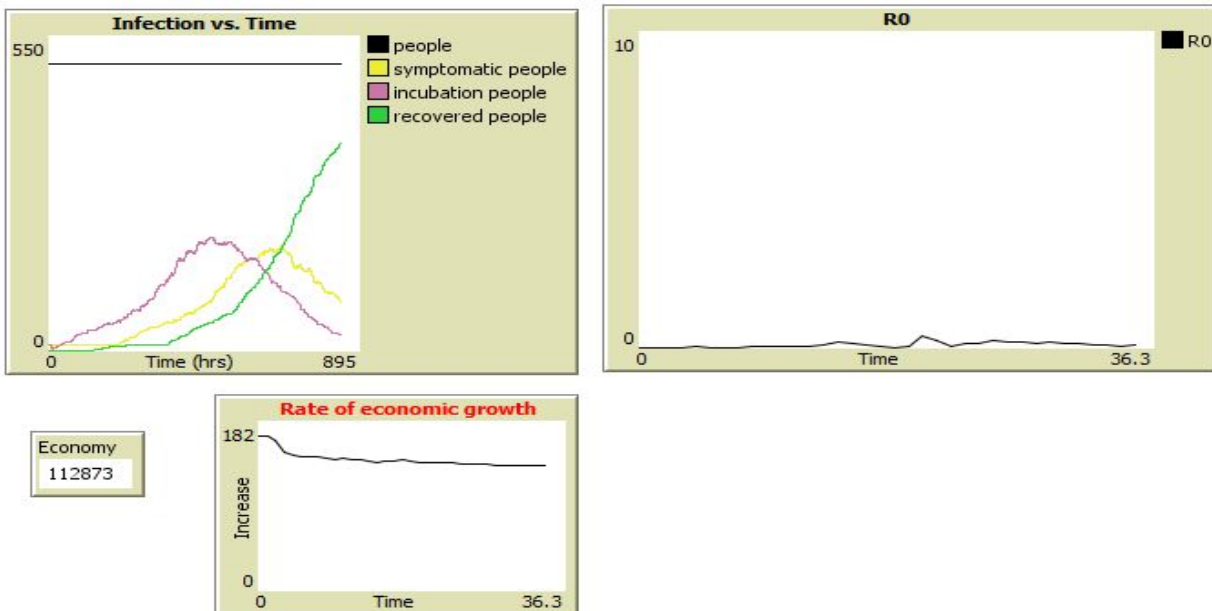 Infection vs. Time
550
0
0
Time (hrs)
895
people
symptomatic people
incubation people
recovered people
R0
10
0
0
Time
36.3
R0
Economy
112873
Rate of economic growth
182
Increase
0
0
Time
36.3